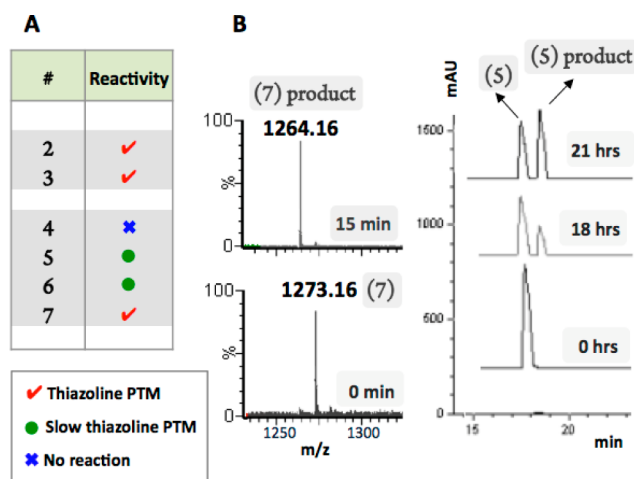 A
B
# Reactivity
2 ✔
3 ✔
4 ✖
5 ●
6 ●
7 ✔
✔ Thiazoline PTM
● Slow thiazoline PTM
✖ No reaction
(7) product
100
1264.16
%
15 min
0
1273.16 (7)
100
%
0 min
0
1250 1300
m/z
(5) (5) product
mAU
1500
21 hrs
18 hrs
1000
500
0 hrs
0
15 20
min